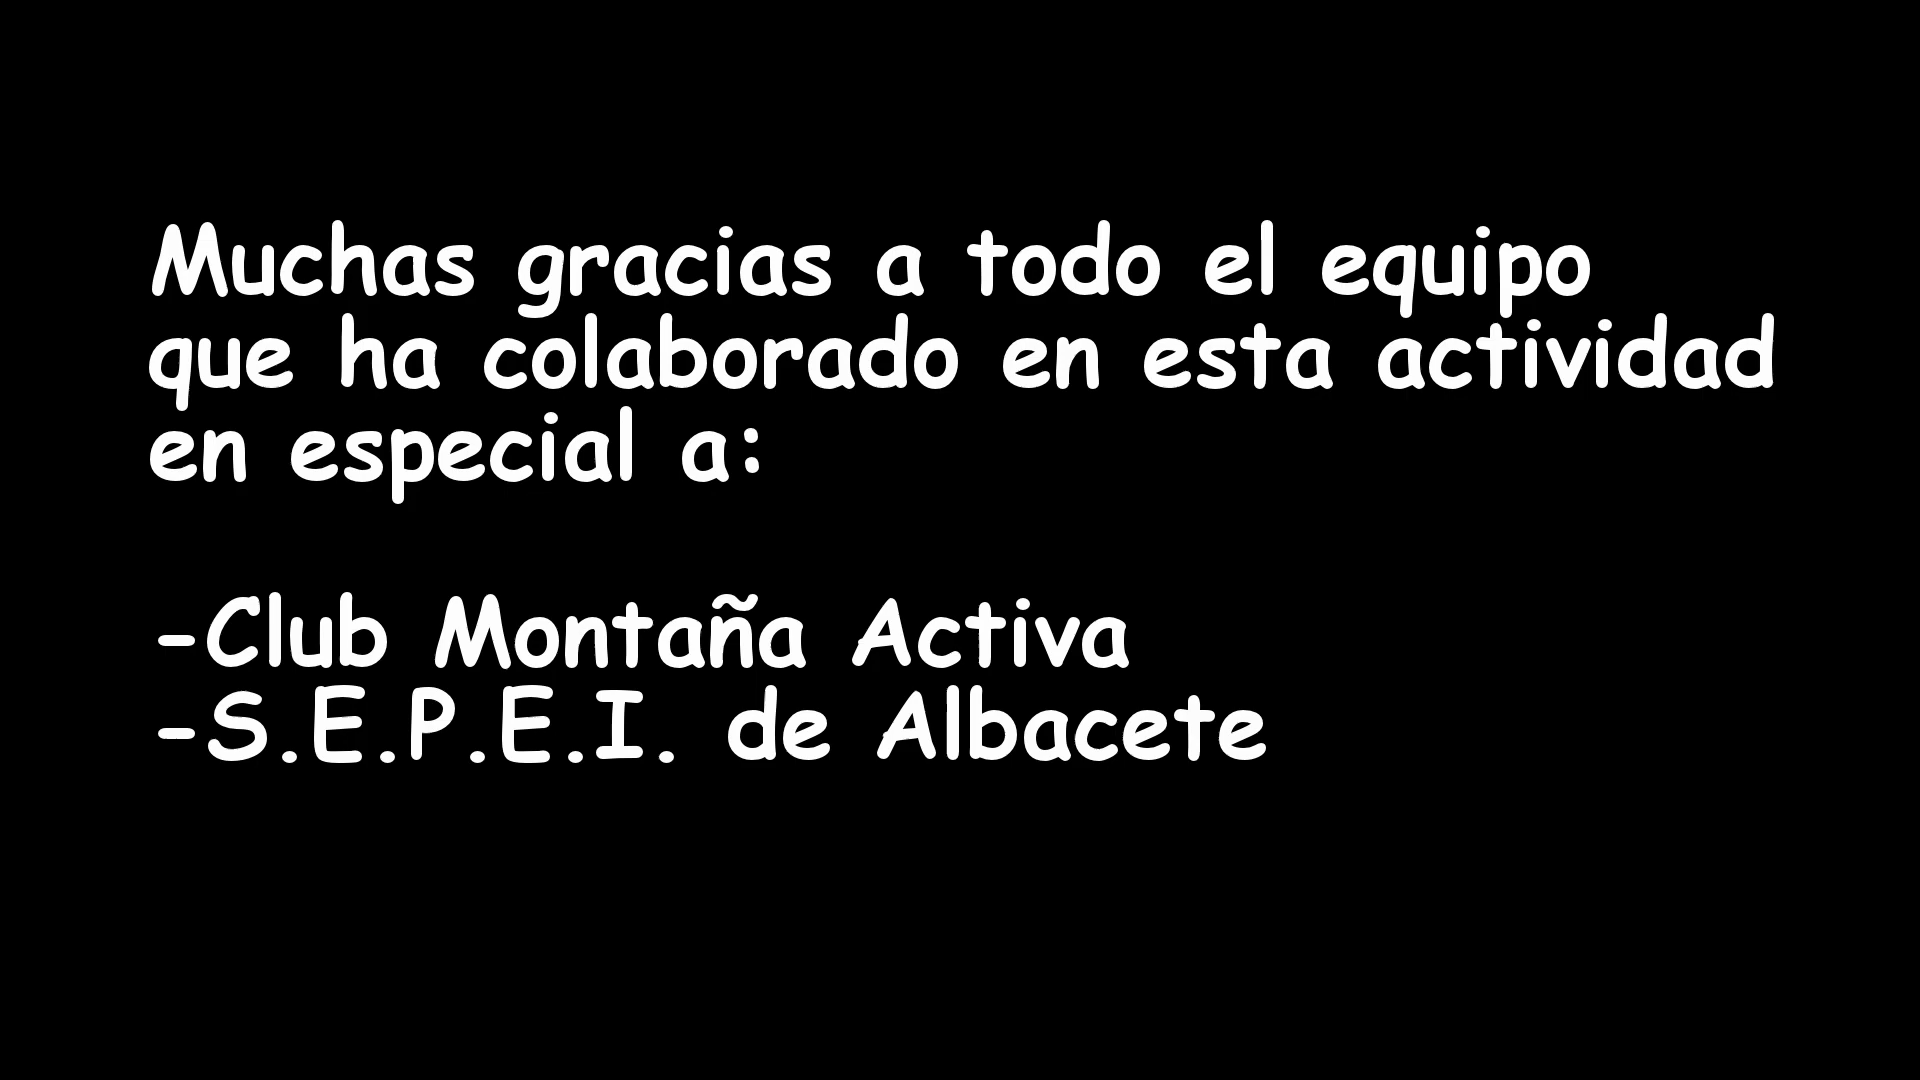 Muchas gracias a todo el equipo
que ha colaborado en esta actividad
en especial a:
-Club Montaña Activa
-S.E.P.E.I. de Albacete